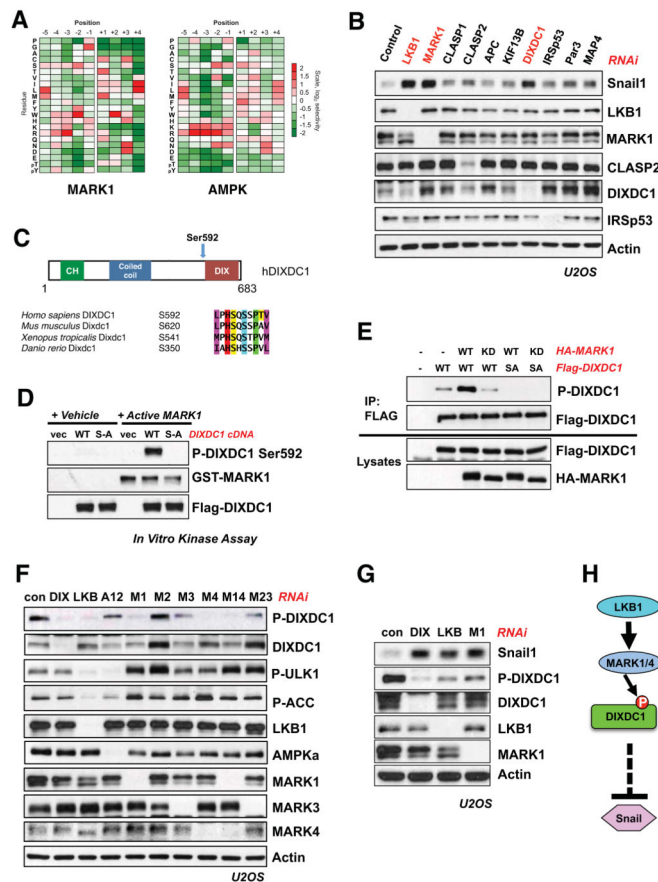 A
Position
Position
-5 -4 -3 -2 -1 +1 +2 +3 +4
-5 -4 -3 -2 -1 +1 +2 +3 +4
Residue
P
G
A
C
S
T
V
I
L
M
F
Y
W
H
K
R
Q
N
D
E
pT
pY
P
G
A
C
S
T
V
I
L
M
F
Y
W
H
K
R
Q
N
D
E
pT
pY
2
1.5
1
0.5
0
-0.5
-1
-1.5
-2
Scale, log2 selectivity
MARK1
AMPK
B
Control
LKB1
MARK1
CLASP1
CLASP2
APC
KIF13B
DIXDC1
IRSp53
Par3
MAP4
RNAi
Snail1
LKB1
MARK1
CLASP2
DIXDC1
IRSp53
Actin
U2OS
C
Ser592
CH Coiled coil DIX hDIXDC1
1 683
Homo sapiens DIXDC1 S592 LPHSQSSPTV
Mus musculus Dixdc1 S620 LPHSQSSPAV
Xenopus tropicalis Dixdc1 S541 MPHSQSTPSV
Danio rerio Dixdc1 S350 IAHSHSSPVL
D
+ Vehicle + Active MARK1
vec WT S-A vec WT S-A DIXDC1 cDNA
P-DIXDC1 Ser592
GST-MARK1
Flag-DIXDC1
In Vitro Kinase Assay
E
- - WT KD WT KD HA-MARK1
- WT WT WT SA SA Flag-DIXDC1
IP:
FLAG
P-DIXDC1
Flag-DIXDC1
Lysates
Flag-DIXDC1
HA-MARK1
F
con DIX LKB A12 M1 M2 M3 M4 M14 M23 RNAi
P-DIXDC1
DIXDC1
P-ULK1
P-ACC
LKB1
AMPKa
MARK1
MARK3
MARK4
Actin
U2OS
G
con DIX LKB M1 RNAi
Snail1
P-DIXDC1
DIXDC1
LKB1
MARK1
Actin
U2OS
H
LKB1
MARK1/4
P
DIXDC1
Snail